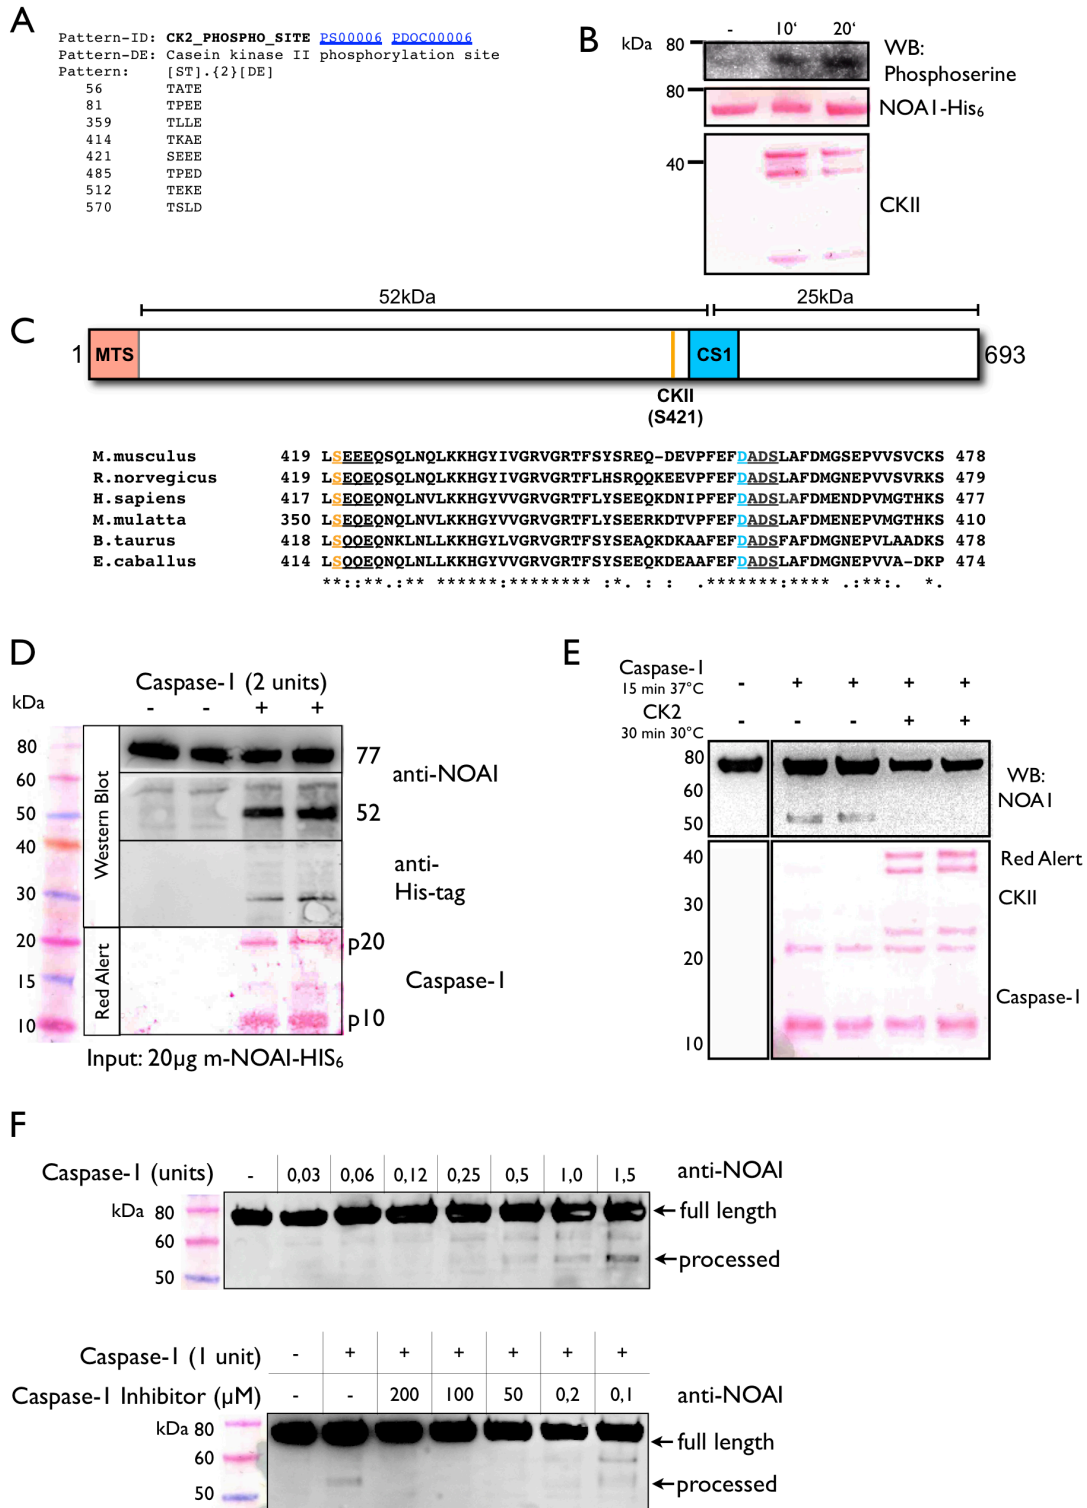 A
Pattern-ID: CK2_PHOSPHO_SITE PS00006 PDOC00006
Pattern-DE: Casein kinase II phosphorylation site
Pattern: [ST].{2}[DE]
56 TATE
81 TPEE
359 TLLE
414 TKAE
421 SEEE
485 TPED
512 TEKE
570 TSLD
B
- 10' 20'
kDa 80
WB:
Phosphoserine
80
NOA1-His6
40
CKII
C
52kDa 25kDa
1 MTS CS1 693
CKII
(S421)
M.musculus 419 LSEEEQSQLNQLKKHGYIVGRVGRTFSYSREQ-DEVPFEFDADSLAFDMGSEPVVSVCKS 478
R.norvegicus 419 LSEQEQNQLNLLKKHGYVVGRVGRTFLHSRQQKEEVPFEFDADSLAFDMGSEPVVSVRKS 479
H.sapiens 417 LSEQEQNQLNVLKKHGYIVGRVGRTFLYSEEQKDNIPFEFDADSLAFDMENDPVMGTHKS 477
M.mulatta 350 LSEQEQNQLNVLKKHGYVVGRVGRTFLYSEERKDTVPFEFDADSLAFDMENEPVMGTHKS 410
B.taurus 418 LSQQEQNKLNLLKKHGYLVGRVGRTFLYSEAQKDKAAFEFDADSFAFDMGNEPVLAADKS 478
E.caballus 414 LSQQEQNQLNLLKKHGYIVGRVGRTFLYSEEQKDEAAFEFDADSLAFDMGNEPVVA-DKP 474
**::**.:** ******:********* :*. : : .*******:**** .:**:. *.
D
Caspase-1 (2 units)
kDa - - + +
80
60
50
40
30
20
15
10
Western Blot
Red Alert
77
anti-NOA1
52
anti-
His-tag
p20
Caspase-1
p10
Input: 20µg m-NOA1-HIS6
E
Caspase-1 - + + + +
15 min 37°C
CK2 - - - + +
30 min 30°C
80
60
50
WB:
NOA1
40
30
20
10
Red Alert
CKII
Caspase-1
F
Caspase-1 (units) - 0,03 0,06 0,12 0,25 0,5 1,0 1,5 anti-NOA1
kDa 80
60
50
full length
processed
Caspase-1 (1 unit) - + + + + + +
Caspase-1 Inhibitor (µM) - - 200 100 50 0,2 0,1 anti-NOA1
kDa 80
60
50
full length
processed